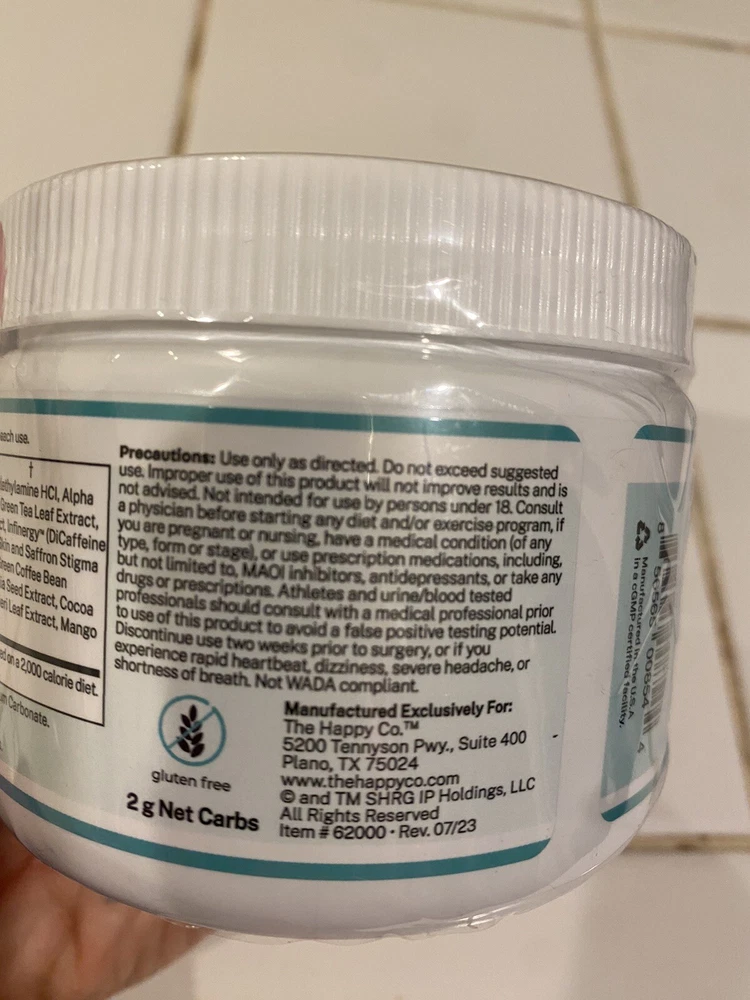 each use.
†
ethylamine HCl, Alpha
Green Tea Leaf Extract,
ct, Infinergy™ (DiCaffeine
Skin and Saffron Stigma
Green Coffee Bean
ia Seed Extract, Cocoa
eri Leaf Extract, Mango
ed on a 2,000 calorie diet.
um Carbonate.
Precautions: Use only as directed. Do not exceed suggested
use. Improper use of this product will not improve results and is
not advised. Not intended for use by persons under 18. Consult
a physician before starting any diet and/or exercise program, if
you are pregnant or nursing, have a medical condition (of any
type, form or stage), or use prescription medications, including,
but not limited to, MAOI inhibitors, antidepressants, or take any
drugs or prescriptions. Athletes and urine/blood tested
professionals should consult with a medical professional prior
to use of this product to avoid a false positive testing potential.
Discontinue use two weeks prior to surgery, or if you
experience rapid heartbeat, dizziness, severe headache, or
shortness of breath. Not WADA compliant.
gluten free
2 g Net Carbs
Manufactured Exclusively For:
The Happy Co.™
5200 Tennyson Pwy., Suite 400
Plano, TX 75024
www.thehappyco.com
© and TM SHRG IP Holdings, LLC
All Rights Reserved
Item # 62000 • Rev. 07/23
Manufactured in the U.S.A.
in a cGMP certified facility.